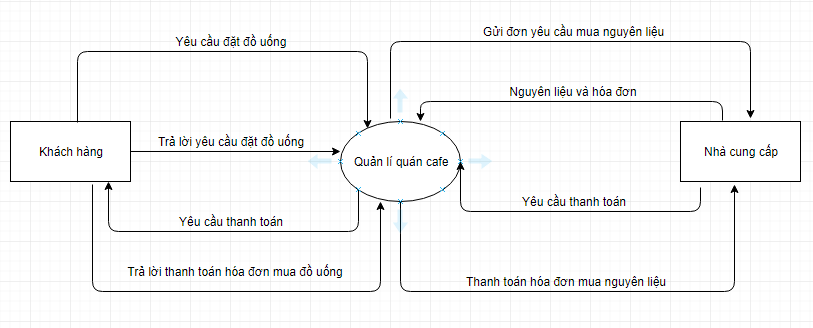 Yêu cầu đặt đồ uống
Gửi đơn yêu cầu mua nguyên liệu
Nguyên liệu và hóa đơn
Khách hàng
Trả lời yêu cầu đặt đồ uống
Quản lí quán cafe
Nhà cung cấp
Yêu cầu thanh toán
Yêu cầu thanh toán
Trả lời thanh toán hóa đơn mua đồ uống
Thanh toán hóa đơn mua nguyên liệu